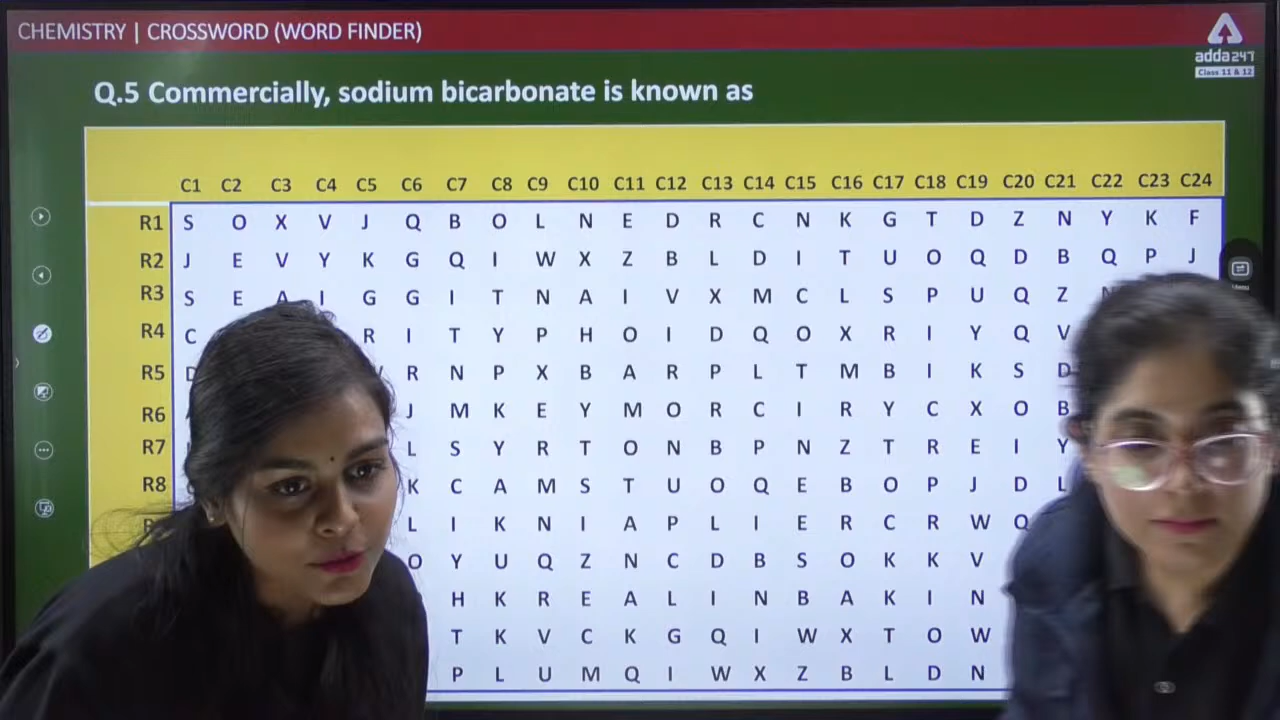 CHEMISTRY | CROSSWORD (WORD FINDER)
adda247
Class 11 & 12
Q.5 Commercially, sodium bicarbonate is known as
C1 C2 C3 C4 C5 C6 C7 C8 C9 C10 C11 C12 C13 C14 C15 C16 C17 C18 C19 C20 C21 C22 C23 C24
R1 S O X V J Q B O L N E D R C N K G T D Z N Y K F
R2 J E V Y K G Q I W X Z B L D I T U O Q D B Q P J
R3 S E A I G G I T N A I V X M C L S P U Q Z
R4 C R I T Y P H O I D Q O X R I Y Q V
R5 D R N P X B A R P L T M B I K S D
R6 J M K E Y M O R C I R Y C X O B
R7 L S Y R T O N B P N Z T R E I Y
R8 K C A M S T U O Q E B O P J D L
L I K N I A P L I E R C R W Q
O Y U Q Z N C D B S O K K V
H K R E A L I N B A K I N
T K V C K G Q I W X T O W
P L U M Q I W X Z B L D N